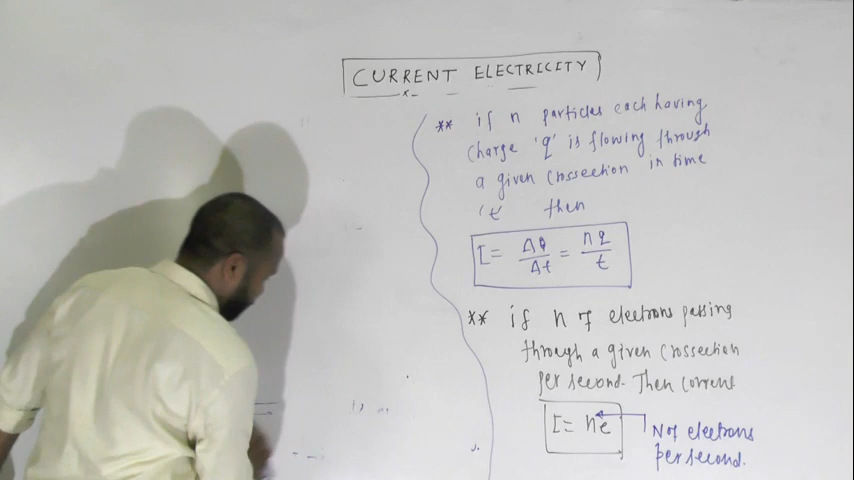 CURRENT ELECTRICITY
** if n particles each having
charge 'q' is flowing through
a given crossection in time
't' then
I = ΔQ/Δt = nq/t
** if n of electrons passing
through a given crossection
per second. Then current
I = ne
N of electrons
per second.